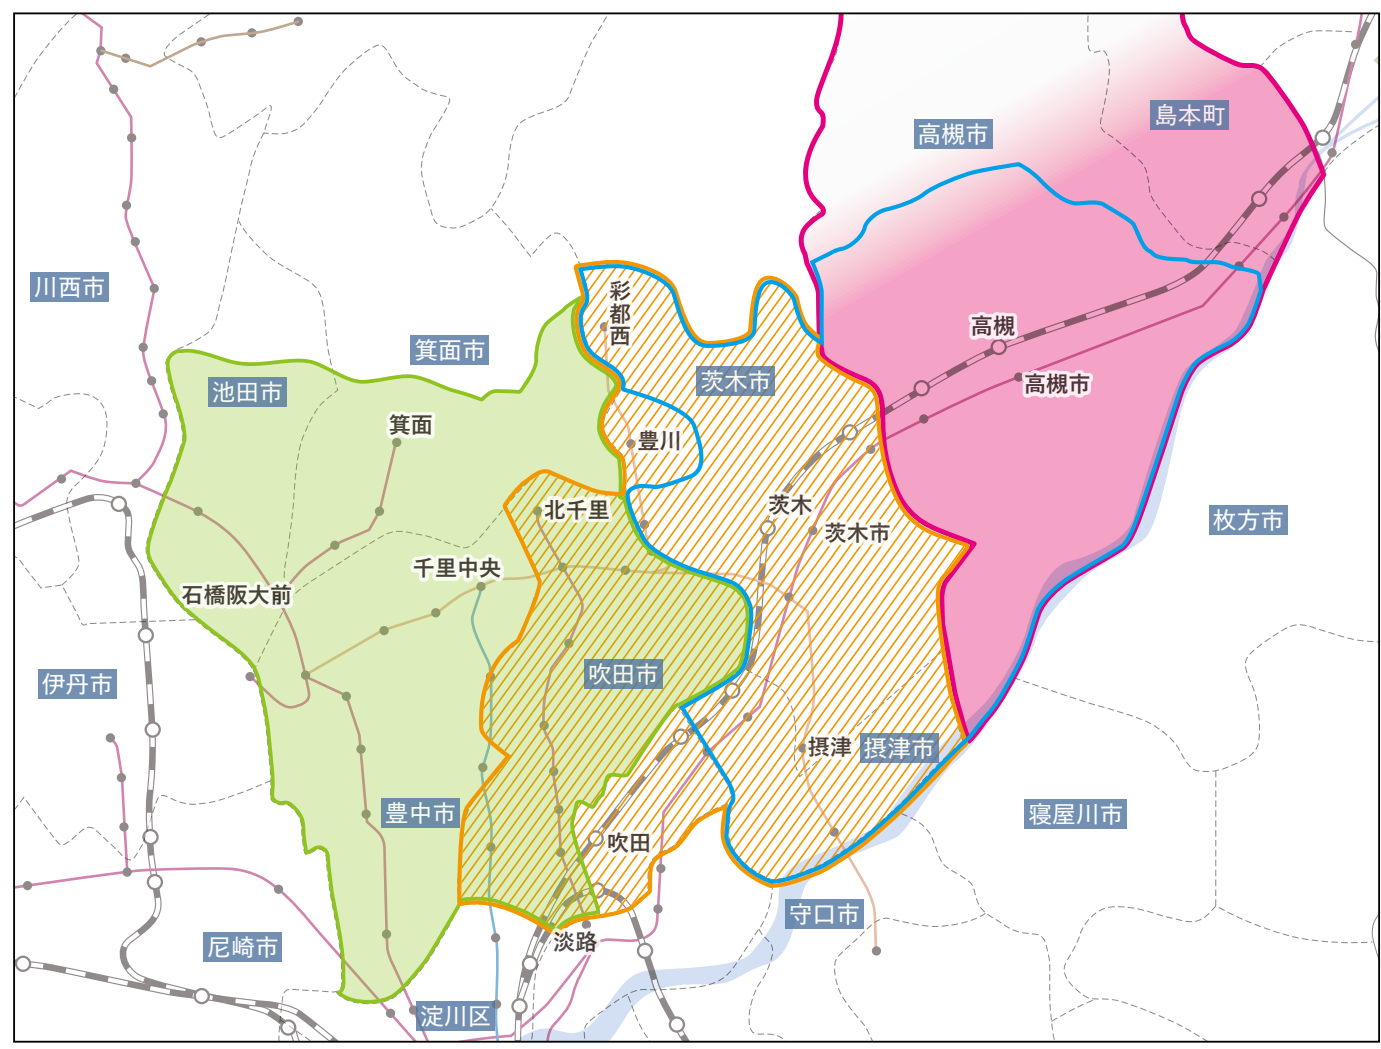 島本町
高槻市
川西市
彩都西
高槻
箕面市
茨木市
高槻市
池田市
箕面
豊川
茨木
北千里
枚方市
茨木市
千里中央
石橋阪大前
吹田市
伊丹市
摂津
摂津市
豊中市
寝屋川市
吹田
守口市
淡路
尼崎市
淀川区